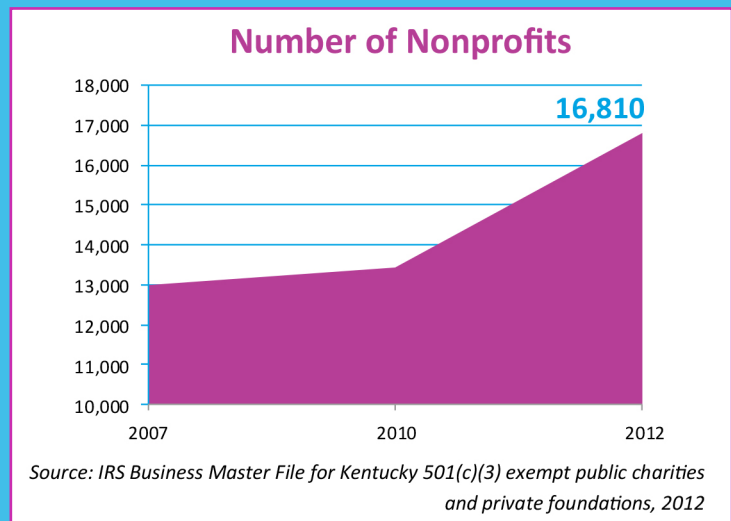 Number of Nonprofits
18,000
16,810
17,000
16,000
15,000
14,000
13,000
12,000
11,000
10,000
2007 2010 2012
Source: IRS Business Master File for Kentucky 501(c)(3) exempt public charities
and private foundations, 2012